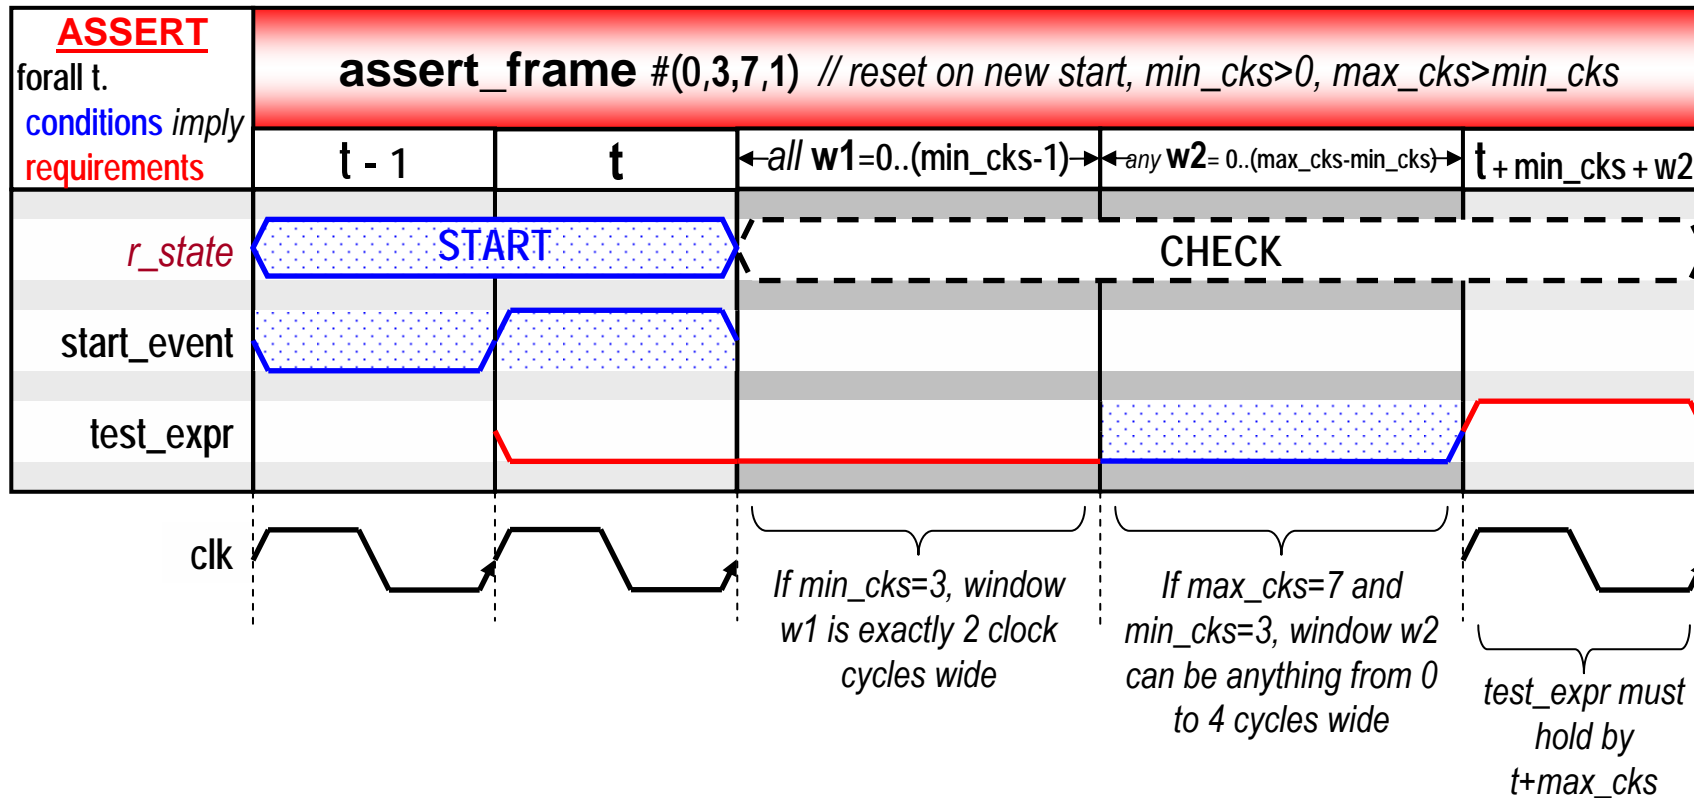 ASSERT
forall t.
conditions imply
requirements
assert_frame #(0,3,7,1) // reset on new start, min_cks>0, max_cks>min_cks
t - 1
t
all w1=0..(min_cks-1)
any w2= 0..(max_cks-min_cks)
t + min_cks + w2
r_state
START
CHECK
start_event
test_expr
clk
If min_cks=3, window
w1 is exactly 2 clock
cycles wide
If max_cks=7 and
min_cks=3, window w2
can be anything from 0
to 4 cycles wide
test_expr must
hold by
t+max_cks